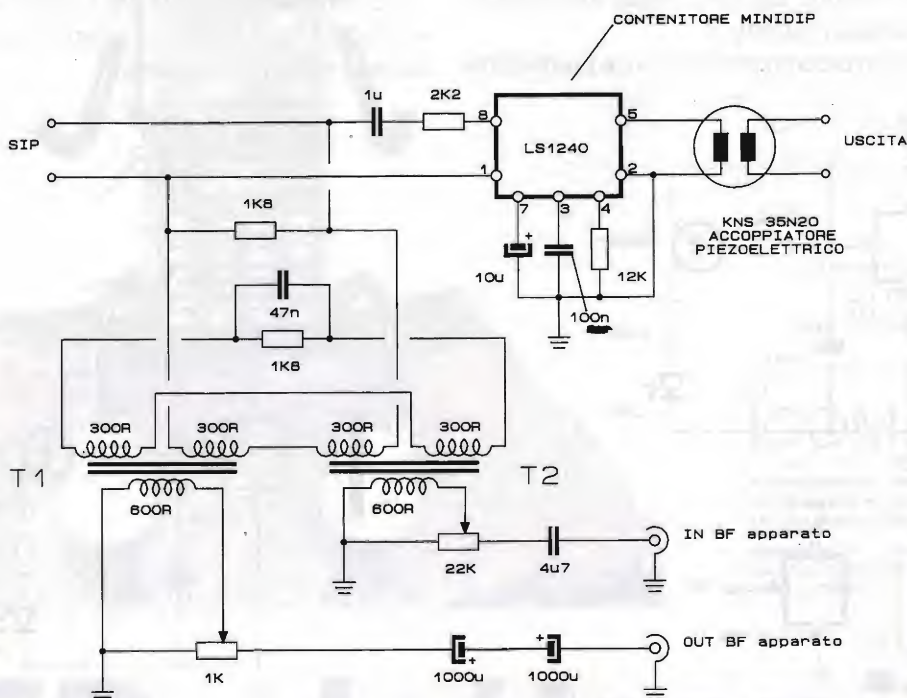 CONTENITORE MINIDIP
1u
2K2
8
5
SIP
LS1240
USCITA
1
2
7
3
4
1K8
KNS 35N20
ACCOPPIATORE
PIEZOELETTRICO
10u
12K
47n
100n
1K8
300R
300R
300R
300R
T1
T2
600R
600R
IN BF apparato
22K
4u7
OUT BF apparato
1K
1000u
1000u